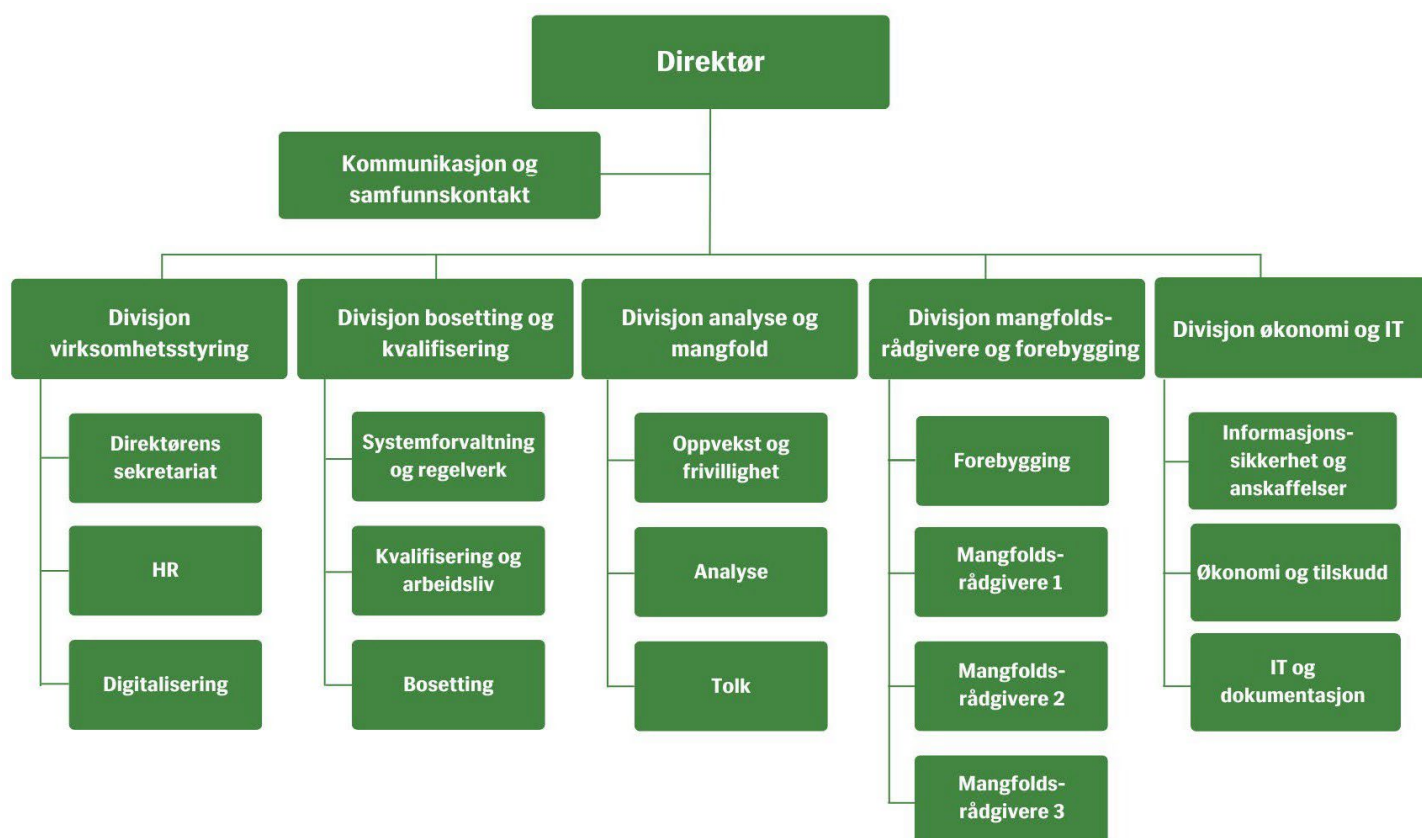 Direktør
Kommunikasjon og
samfunnskontakt
Divisjon
virksomhetsstyring
Direktørens
sekretariat
HR
Digitalisering
Divisjon bosetting og
kvalifisering
Systemforvaltning
og regelverk
Kvalifisering og
arbeidsliv
Bosetting
Divisjon analyse og
mangfold
Oppvekst og
frivillighet
Analyse
Tolk
Divisjon mangfolds-
rådgivere og forebygging
Forebygging
Mangfolds-
rådgivere 1
Mangfolds-
rådgivere 2
Mangfolds-
rådgivere 3
Divisjon økonomi og IT
Informasjons-
sikkerhet og
anskaffelser
Økonomi og tilskudd
IT og
dokumentasjon